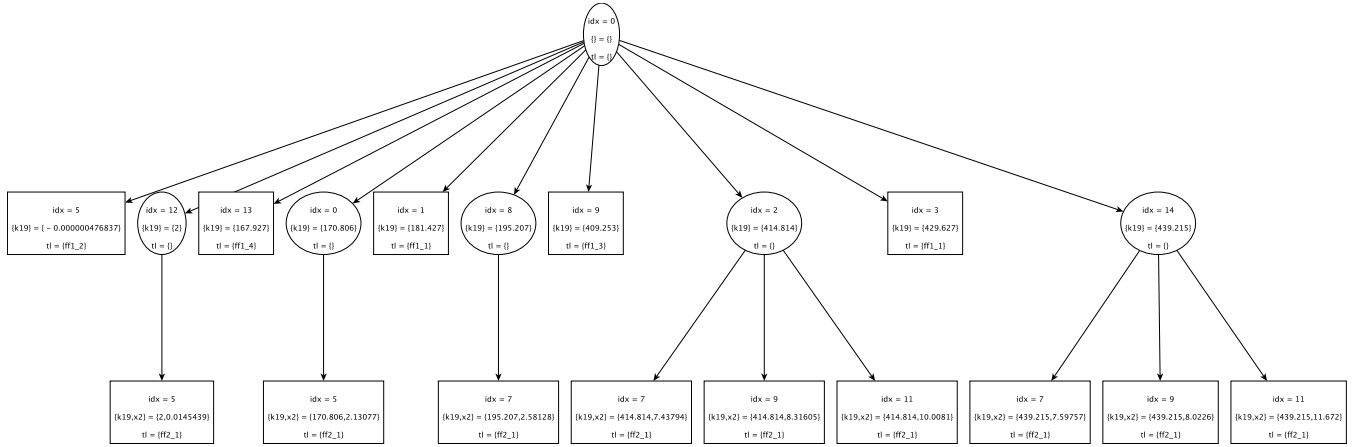 idx = 0
{} = {}
tl = {}
idx = 5
{k19} = { − 0.000000476837}
tl = {ff1_2}
idx = 12
{k19} = {2}
tl = {}
idx = 13
{k19} = {167.927}
tl = {ff1_4}
idx = 0
{k19} = {170.806}
tl = {}
idx = 1
{k19} = {181.427}
tl = {ff1_1}
idx = 8
{k19} = {195.207}
tl = {}
idx = 9
{k19} = {409.253}
tl = {ff1_3}
idx = 2
{k19} = {414.814}
tl = {}
idx = 3
{k19} = {429.627}
tl = {ff1_1}
idx = 14
{k19} = {439.215}
tl = {}
idx = 5
{k19,x2} = {2,0.0145439}
tl = {ff2_1}
idx = 5
{k19,x2} = {170.806,2.13077}
tl = {ff2_1}
idx = 7
{k19,x2} = {195.207,2.58128}
tl = {ff2_1}
idx = 7
{k19,x2} = {414.814,7.43794}
tl = {ff2_1}
idx = 9
{k19,x2} = {414.814,8.31605}
tl = {ff2_1}
idx = 11
{k19,x2} = {414.814,10.0081}
tl = {ff2_1}
idx = 7
{k19,x2} = {439.215,7.59757}
tl = {ff2_1}
idx = 9
{k19,x2} = {439.215,8.0226}
tl = {ff2_1}
idx = 11
{k19,x2} = {439.215,11.672}
tl = {ff2_1}